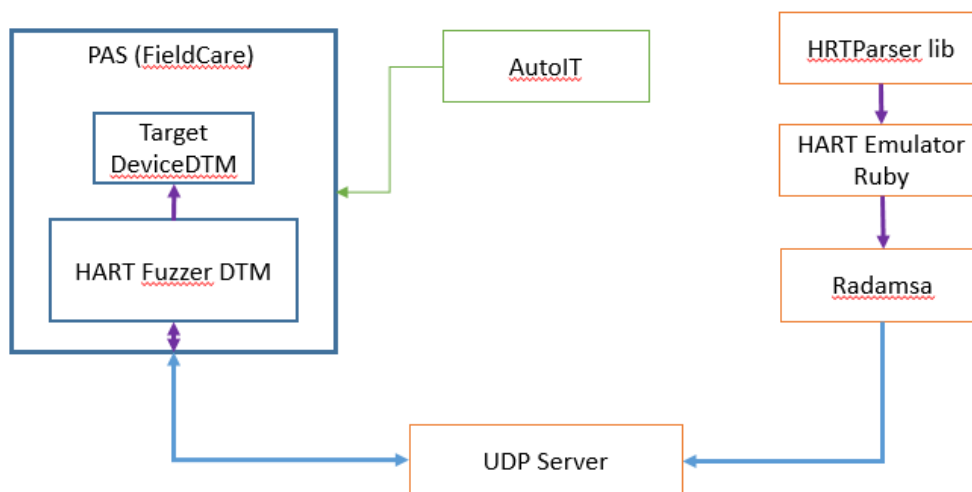 PAS (FieldCare)
Target
DeviceDTM
HART Fuzzer DTM
AutoIT
HRTParser lib
HART Emulator
Ruby
Radamsa
UDP Server